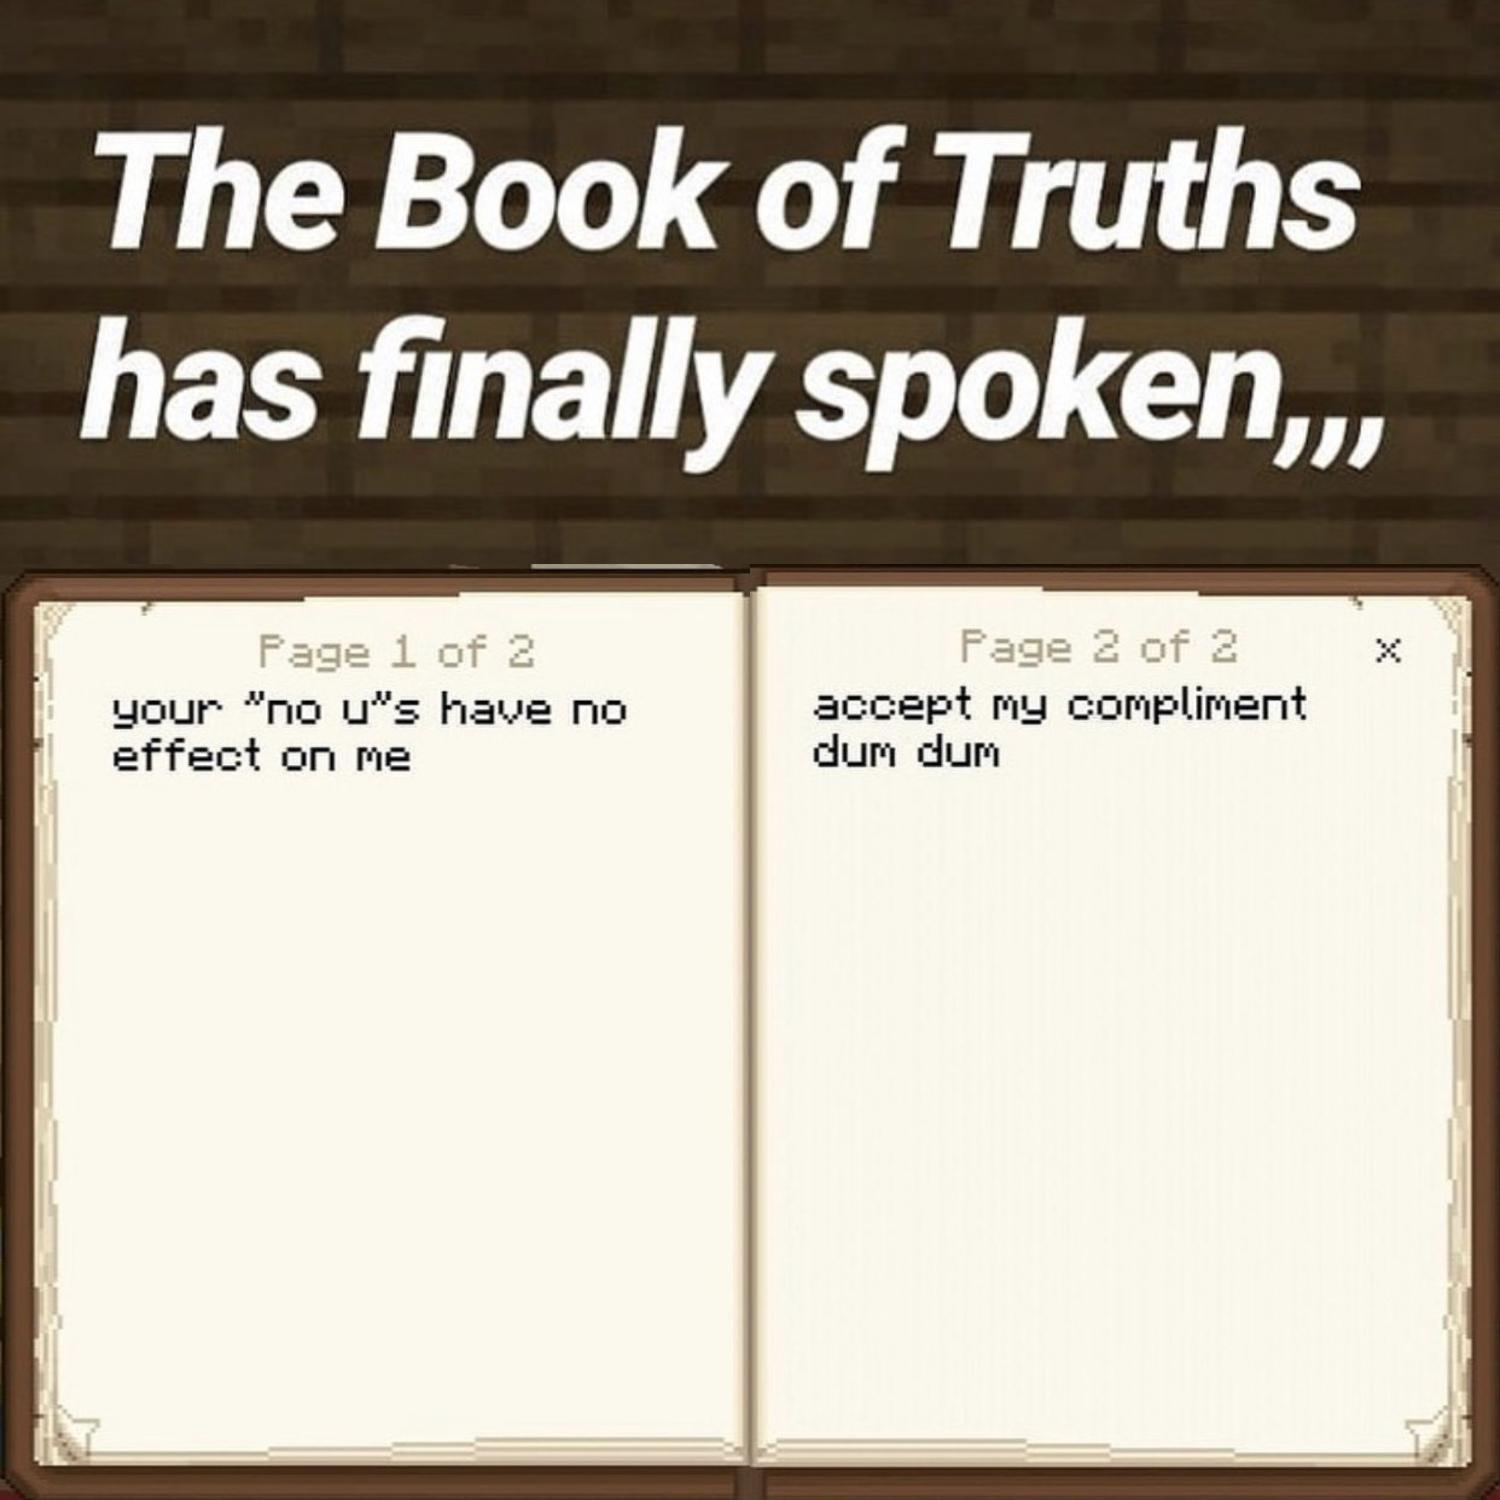 The Book of Truths
has finally spoken,,,
Page 1 of 2
your "no u"s have no
effect on me
Page 2 of 2
x
accept my compliment
dum dum